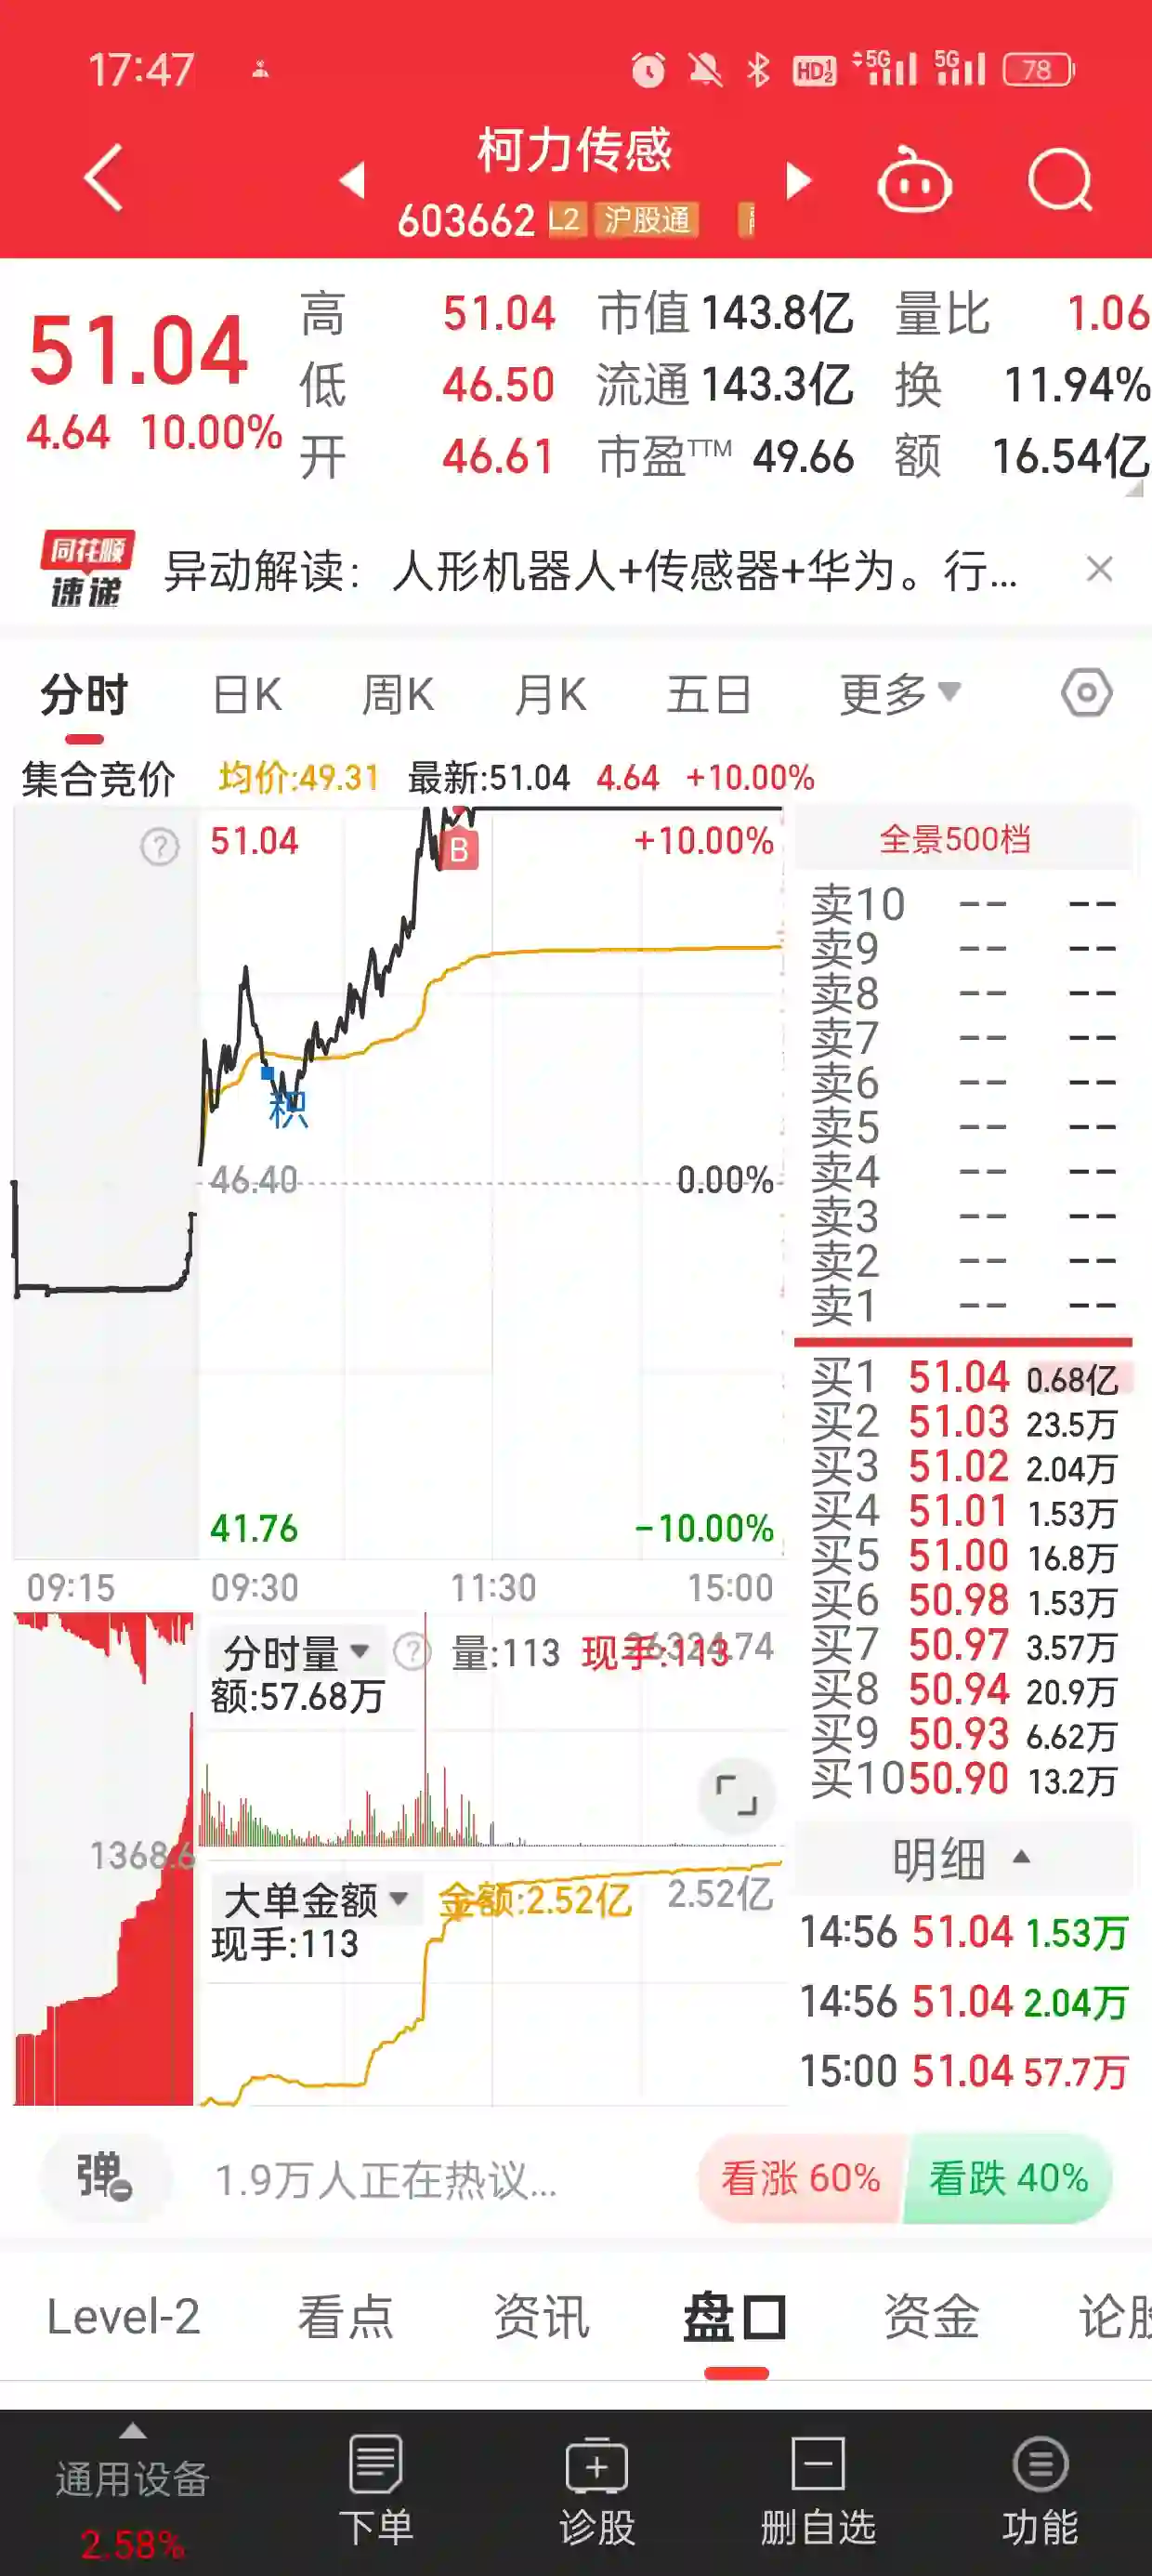 17:47 HD 1 2 5G 5G 78
柯力传感
603662 L2 沪股通
51.04 高 51.04 市值 143.8亿 量比 1.06
4.64 10.00% 低 46.50 流通 143.3亿 换 11.94%
开 46.61 市盈TTM 49.66 额 16.54亿
同花顺 速递 异动解读：人形机器人+传感器+华为。行...
分时 日K 周K 月K 五日 更多
集合竞价 均价:49.31 最新:51.04 4.64 +10.00%
51.04 B +10.00%
积
46.40 0.00%
41.76 -10.00%
09:15 09:30 11:30 15:00
全景500档
卖10 -- --
卖9 -- --
卖8 -- --
卖7 -- --
卖6 -- --
卖5 -- --
卖4 -- --
卖3 -- --
卖2 -- --
卖1 -- --
买1 51.04 0.68亿
买2 51.03 23.5万
买3 51.02 2.04万
买4 51.01 1.53万
买5 51.00 16.8万
买6 50.98 1.53万
买7 50.97 3.57万
买8 50.94 20.9万
买9 50.93 6.62万
买10 50.90 13.2万
分时量 量:113 现手:113
额:57.68万
1368.6
大单金额 金额:2.52亿 2.52亿
现手:113
明细
14:56 51.04 1.53万
14:56 51.04 2.04万
15:00 51.04 57.7万
弹 1.9万人正在热议... 看涨 60% 看跌 40%
Level-2 看点 资讯 盘口 资金
通用设备 下单 诊股 删自选 功能
2.58%